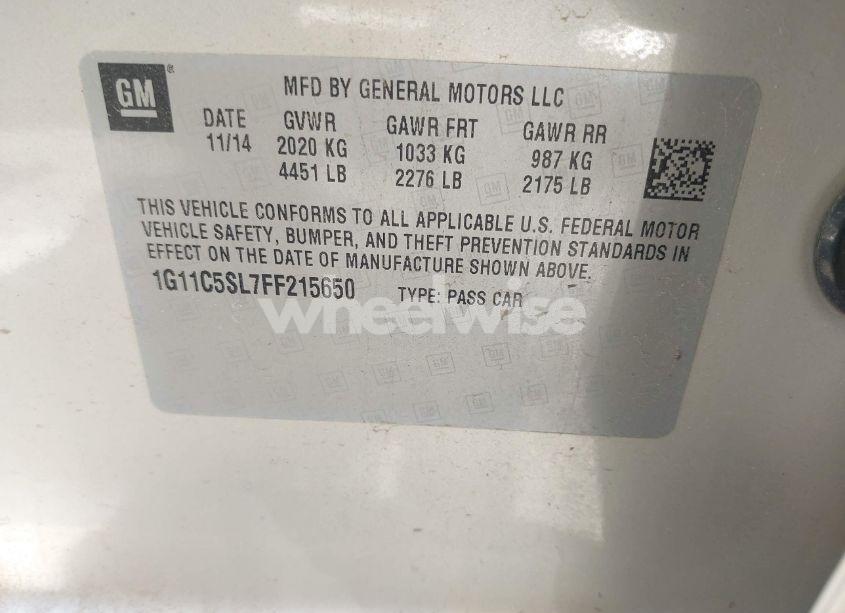 GM
MFD BY GENERAL MOTORS LLC
DATE GVWR GAWR FRT GAWR RR
11/14 2020 KG 1033 KG 987 KG
4451 LB 2276 LB 2175 LB
THIS VEHICLE CONFORMS TO ALL APPLICABLE U.S. FEDERAL MOTOR
VEHICLE SAFETY, BUMPER, AND THEFT PREVENTION STANDARDS IN
EFFECT ON THE DATE OF MANUFACTURE SHOWN ABOVE.
1G11C5SL7FF215650 TYPE: PASS CAR
wheelwise